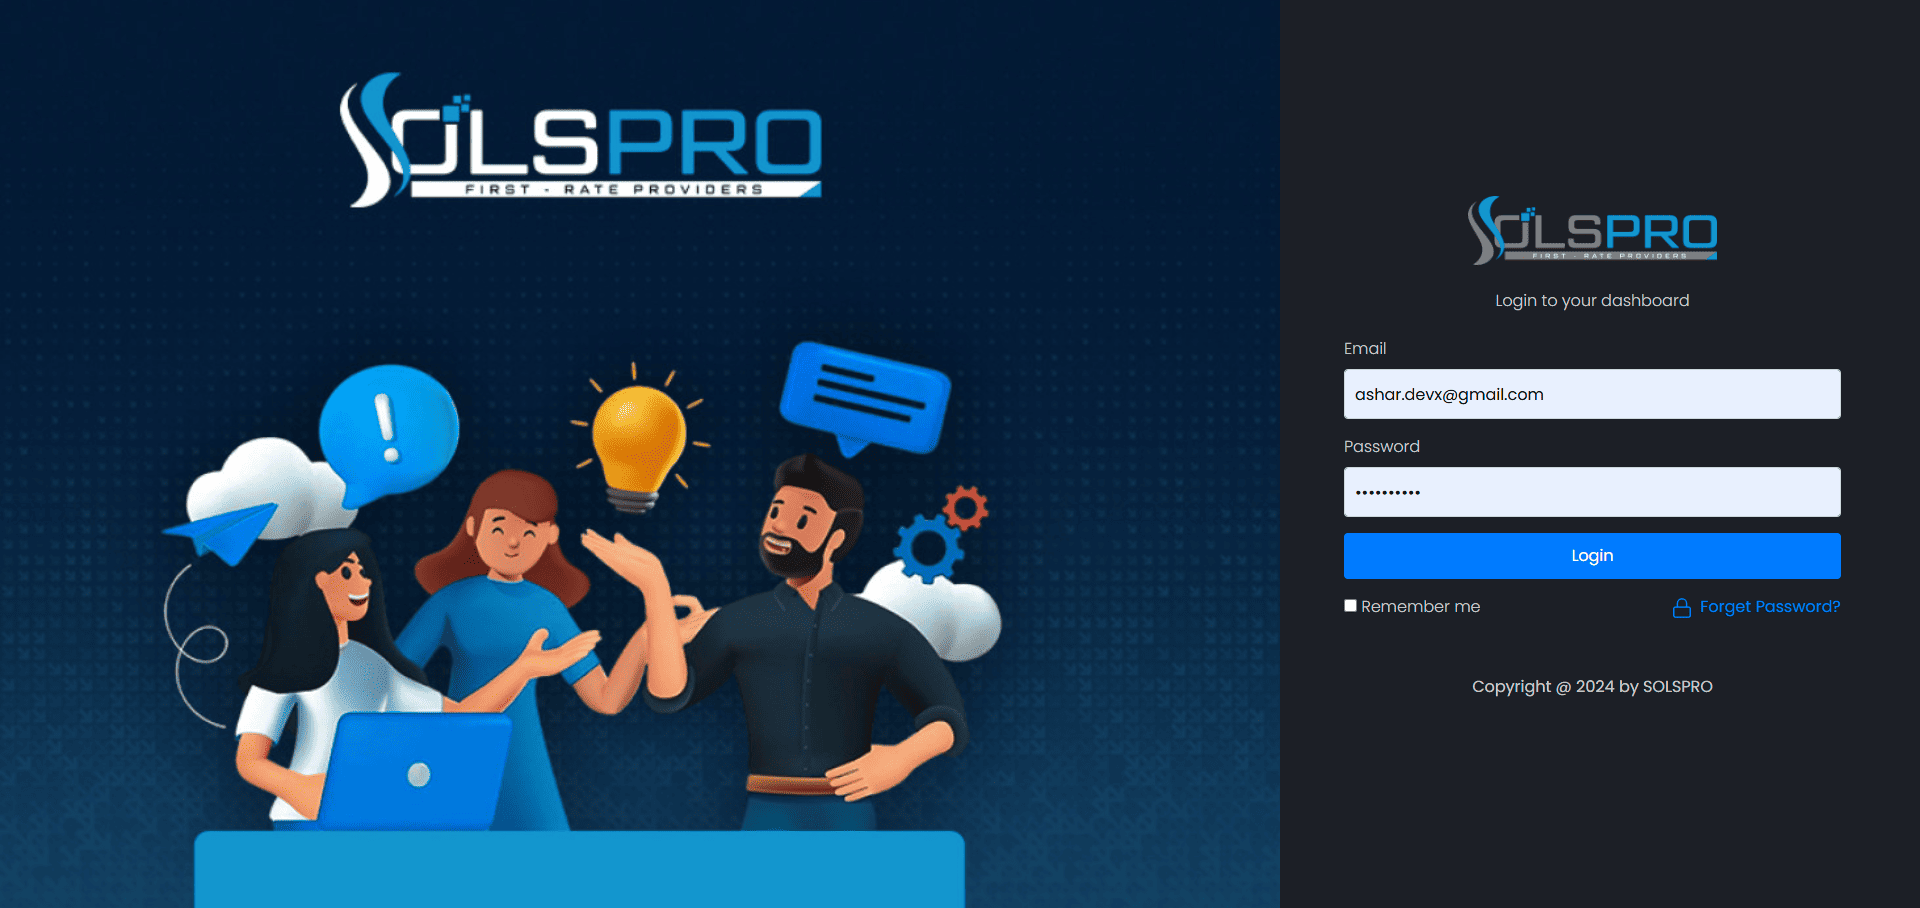 SOLSPRO
FIRST - RATE PROVIDERS
SOLSPRO
FIRST - RATE PROVIDERS
Login to your dashboard
Email
ashar.devx@gmail.com
Password
••••••••••
Login
Remember me
Forget Password?
Copyright @ 2024 by SOLSPRO